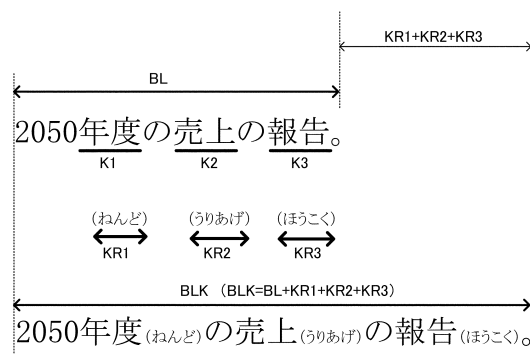 KR1+KR2+KR3
BL
2050年度の売上の報告。
K1 K2 K3
(ねんど) (うりあげ) (ほうこく)
KR1 KR2 KR3
BLK (BLK=BL+KR1+KR2+KR3)
2050年度(ねんど)の売上(うりあげ)の報告(ほうこく)。